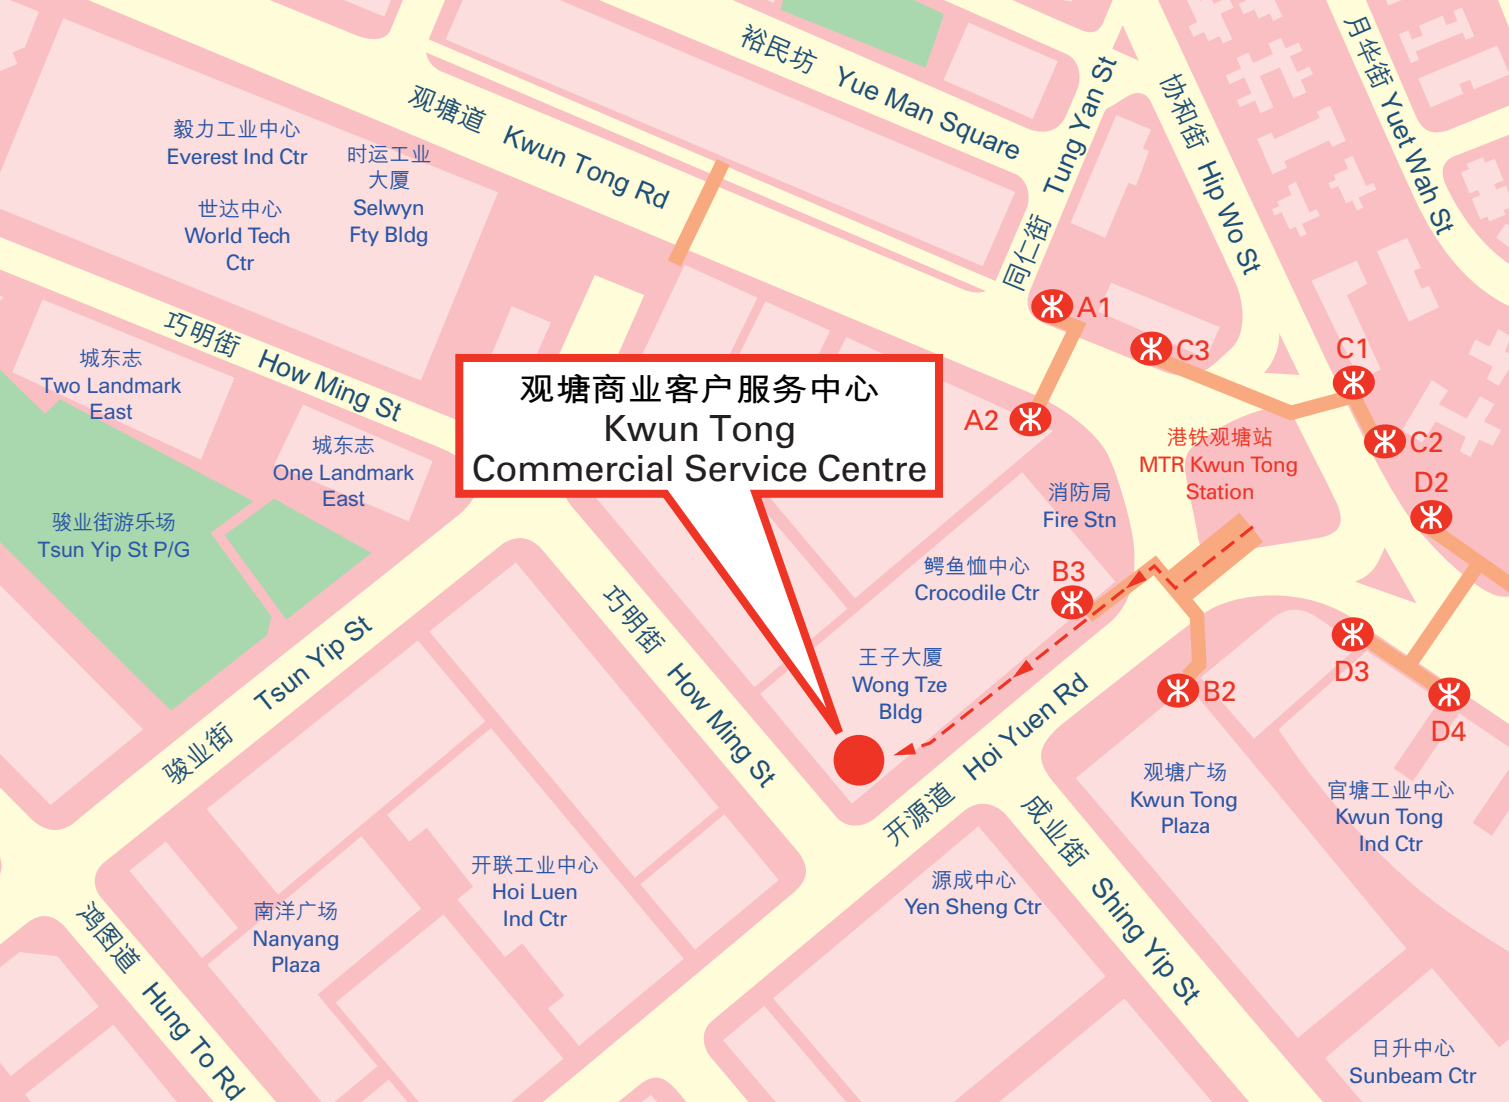 裕民坊 Yue Man Square
月华街 Yuet Wah St
观塘道 Kwun Tong Rd
同仁街 Tung Yan St
协和街 Hip Wo St
毅力工业中心
Everest Ind Ctr
时运工业
大厦
Selwyn
Fty Bldg
世达中心
World Tech
Ctr
巧明街 How Ming St
城东志
Two Landmark
East
城东志
One Landmark
East
骏业街游乐场
Tsun Yip St P/G
观塘商业客户服务中心
Kwun Tong
Commercial Service Centre
A1
C3
C1
A2
C2
港铁观塘站
MTR Kwun Tong
Station
D2
消防局
Fire Stn
鳄鱼恤中心
Crocodile Ctr
B3
王子大厦
Wong Tze
Bldg
B2
D3
D4
骏业街 Tsun Yip St
巧明街 How Ming St
开源道 Hoi Yuen Rd
观塘广场
Kwun Tong
Plaza
官塘工业中心
Kwun Tong
Ind Ctr
成业街 Shing Yip St
源成中心
Yen Sheng Ctr
开联工业中心
Hoi Luen
Ind Ctr
南洋广场
Nanyang
Plaza
鸿图道 Hung To Rd
日升中心
Sunbeam Ctr